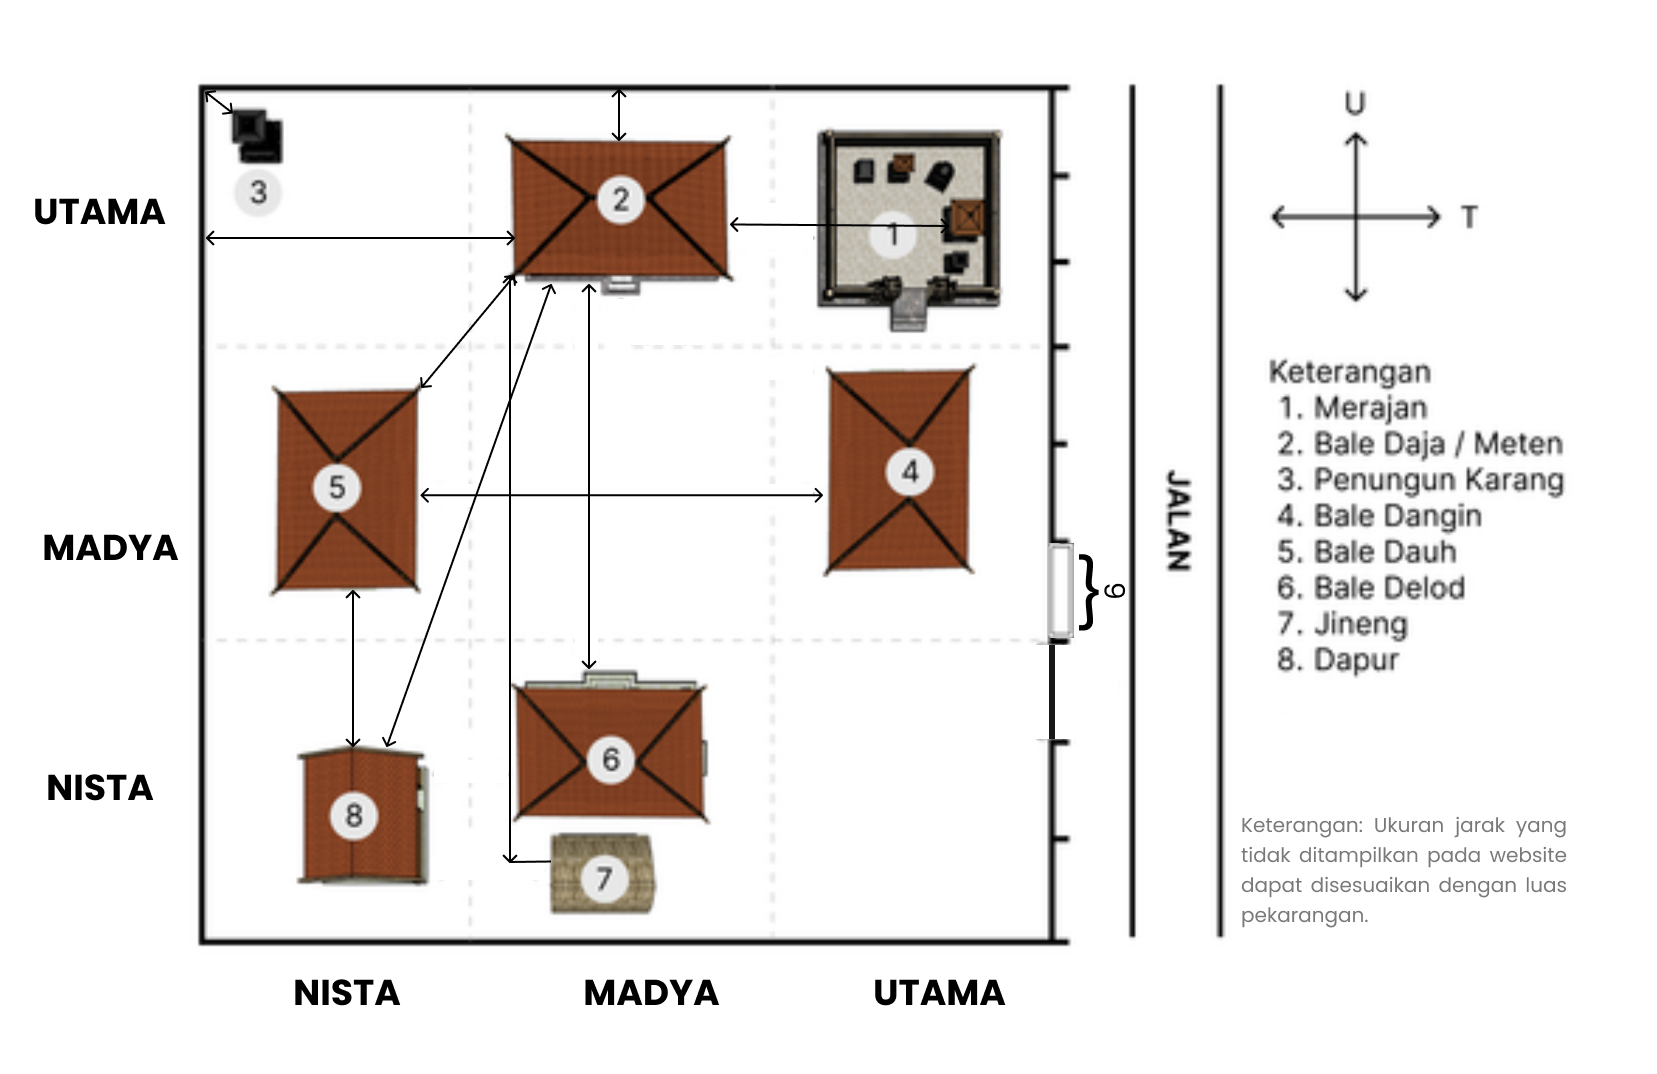 U
T
UTAMA
3
2
1
Keterangan
1. Merajan
2. Bale Daja / Meten
3. Penungun Karang
4. Bale Dangin
5. Bale Dauh
6. Bale Delod
7. Jineng
8. Dapur
MADYA
5
4
JALAN
} 9
NISTA
8
6
7
Keterangan: Ukuran jarak yang
tidak ditampilkan pada website
dapat disesuaikan dengan luas
pekarangan.
NISTA
MADYA
UTAMA